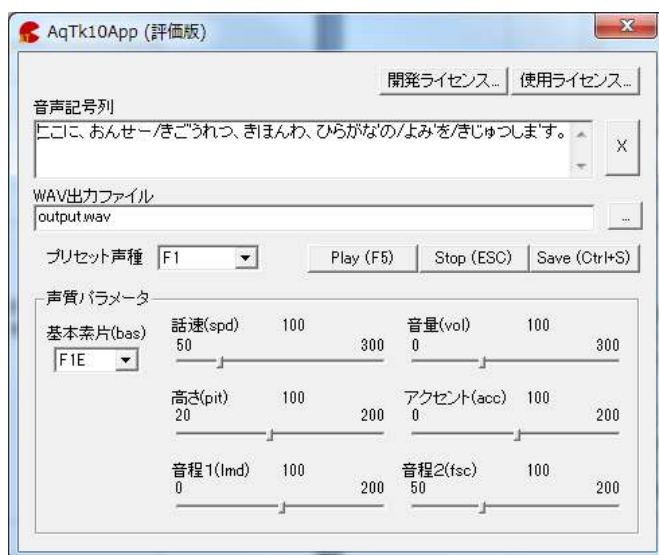 AqTk10App (評価版)
開発ライセンス... 使用ライセンス...
音声記号列
ここに、おんせー/きごうれつ、きほんわ、ひらがな'の/よみ'を/きじゅつしま'す。
X
WAV出力ファイル
output.wav
...
プリセット声種 F1 Play (F5) Stop (ESC) Save (Ctrl+S)
声質パラメータ
基本素片(bas)
F1E
話速(spd) 100
50 300
音量(vol) 100
0 300
高さ(pit) 100
20 200
アクセント(acc) 100
0 200
音程1(lmd) 100
0 200
音程2(fsc) 100
50 200